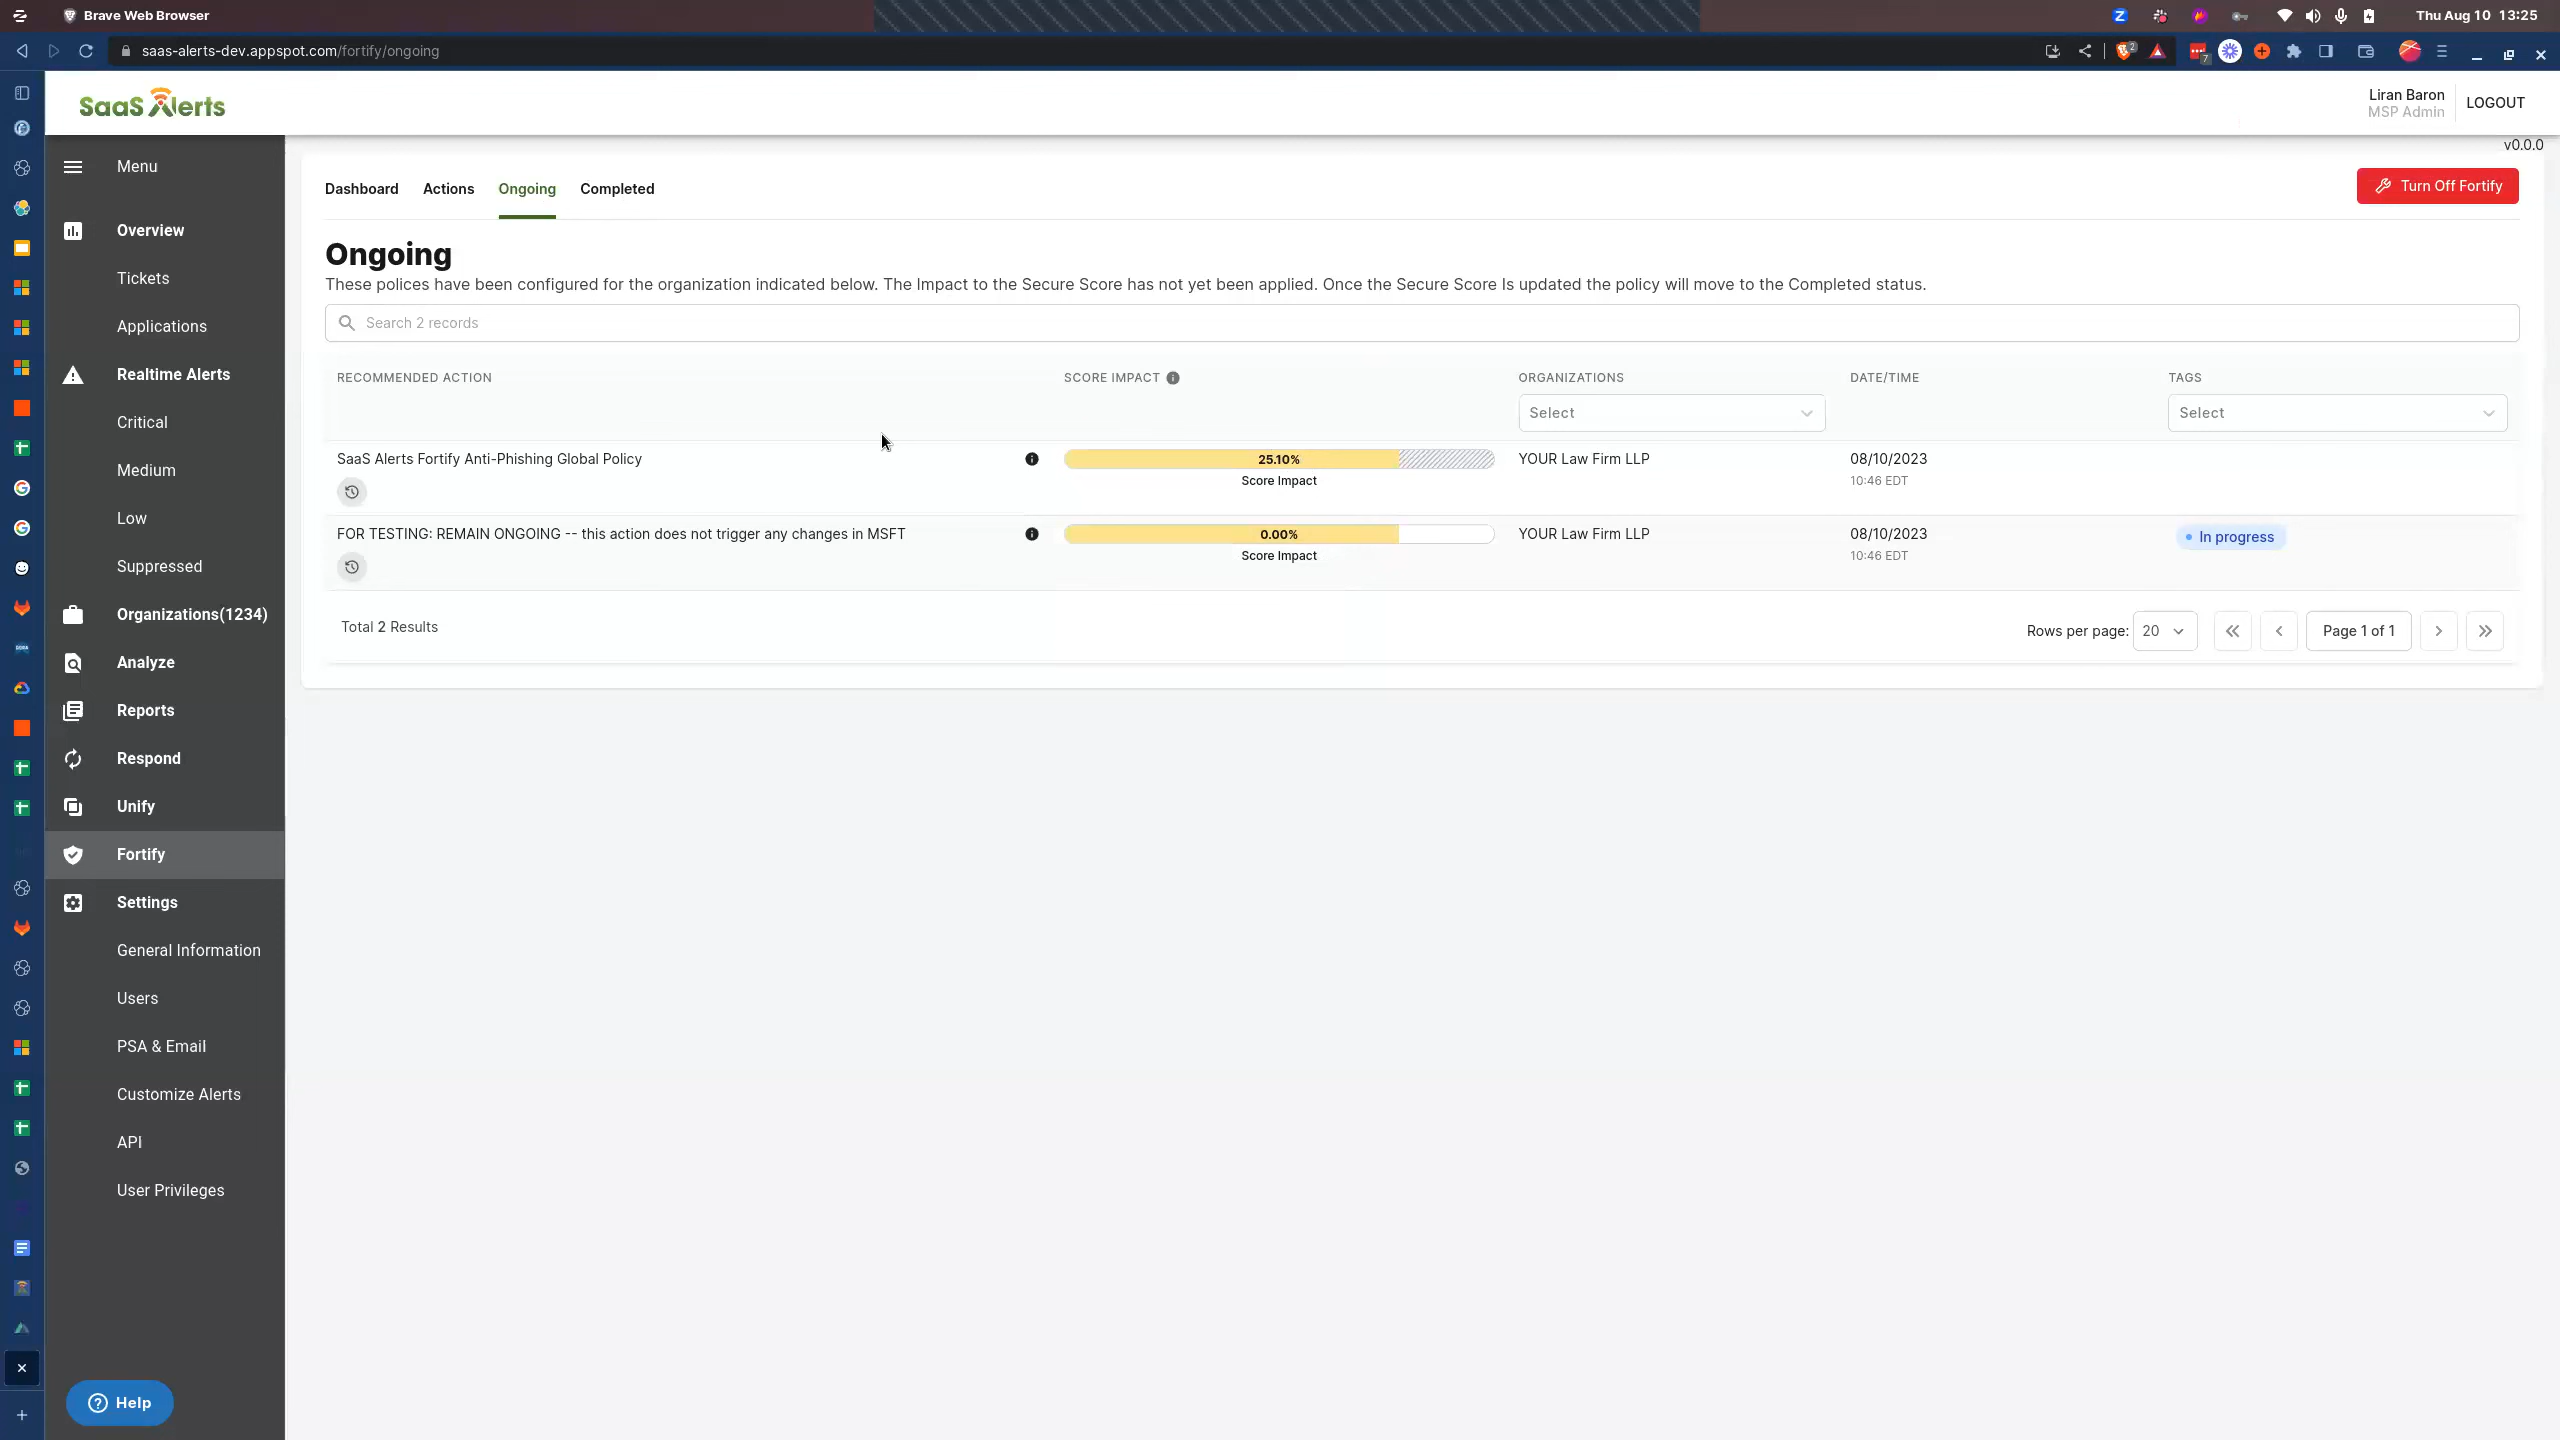 Brave Web Browser
Thu Aug 10 13:25
saas-alerts-dev.appspot.com/fortify/ongoing
2
7
SaaS Alerts
Liran Baron
MSP Admin
LOGOUT
v0.0.0
Menu
Overview
Tickets
Applications
Realtime Alerts
Critical
Medium
Low
Suppressed
Organizations(1234)
Analyze
Reports
Respond
Unify
Fortify
Settings
General Information
Users
PSA & Email
Customize Alerts
API
User Privileges
Help
Dashboard Actions Ongoing Completed
Turn Off Fortify
Ongoing
These polices have been configured for the organization indicated below. The Impact to the Secure Score has not yet been applied. Once the Secure Score Is updated the policy will move to the Completed status.
Search 2 records
RECOMMENDED ACTION SCORE IMPACT ORGANIZATIONS DATE/TIME TAGS
Select Select
SaaS Alerts Fortify Anti-Phishing Global Policy 25.10% YOUR Law Firm LLP 08/10/2023
Score Impact 10:46 EDT
FOR TESTING: REMAIN ONGOING -- this action does not trigger any changes in MSFT 0.00% YOUR Law Firm LLP 08/10/2023 In progress
Score Impact 10:46 EDT
Total 2 Results Rows per page: 20 Page 1 of 1